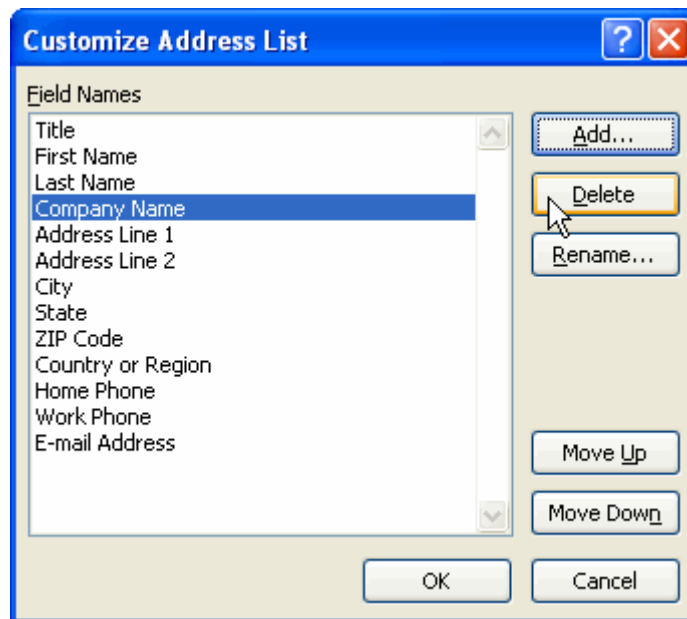 Customize Address List
?
Field Names
Title
First Name
Last Name
Company Name
Address Line 1
Address Line 2
City
State
ZIP Code
Country or Region
Home Phone
Work Phone
E-mail Address
Add...
Delete
Rename...
Move Up
Move Down
OK
Cancel